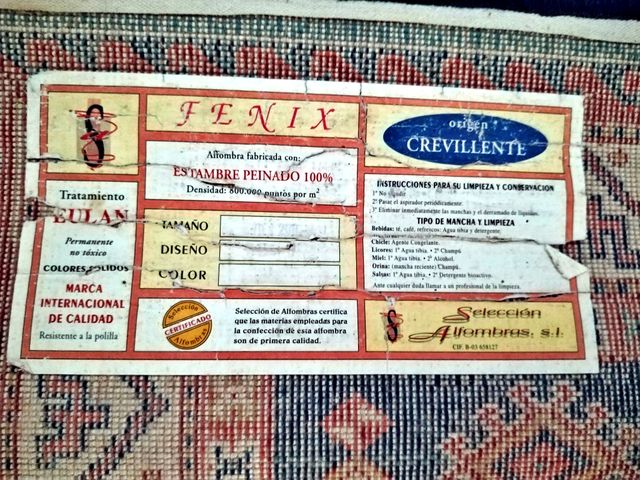 FENIX
origen
CREVILLENTE
Alfombra fabricada con:
ESTAMBRE PEINADO 100%
Densidad: 800.000 puntos por m²
Tratamiento
EULAN
Permanente
no tóxico
COLORES SOLIDOS
MARCA
INTERNACIONAL
DE CALIDAD
Resistente a la polilla
TAMAÑO
DISEÑO
COLOR
INSTRUCCIONES PARA SU LIMPIEZA Y CONSERVACION
1º No
2º Pasar el aspirador periódicamente.
3º Eliminar inmediatamente las manchas y el derramado de líquidos.
TIPO DE MANCHA Y LIMPIEZA
Bebidas: té, café, refrescos: Agua tibia y detergente.
Chicle: Agente Congelante.
Licores: 1º Agua tibia. • 2º Champú.
Miel: 1º Agua tibia. • 2º Alcohol.
Orina: (mancha reciente) Champú.
Salsas: 1º Agua tibia. • 2º Detergente bioactivo.
Ante cualquier duda llamar a un profesional de la limpieza.
Selección
CERTIFICADO
Alfombras
Selección de Alfombras certifica
que las materias empleadas para
la confección de ésta alfombra
son de primera calidad.
Selección
Alfombras, s.l.
CIF. B-03 658127